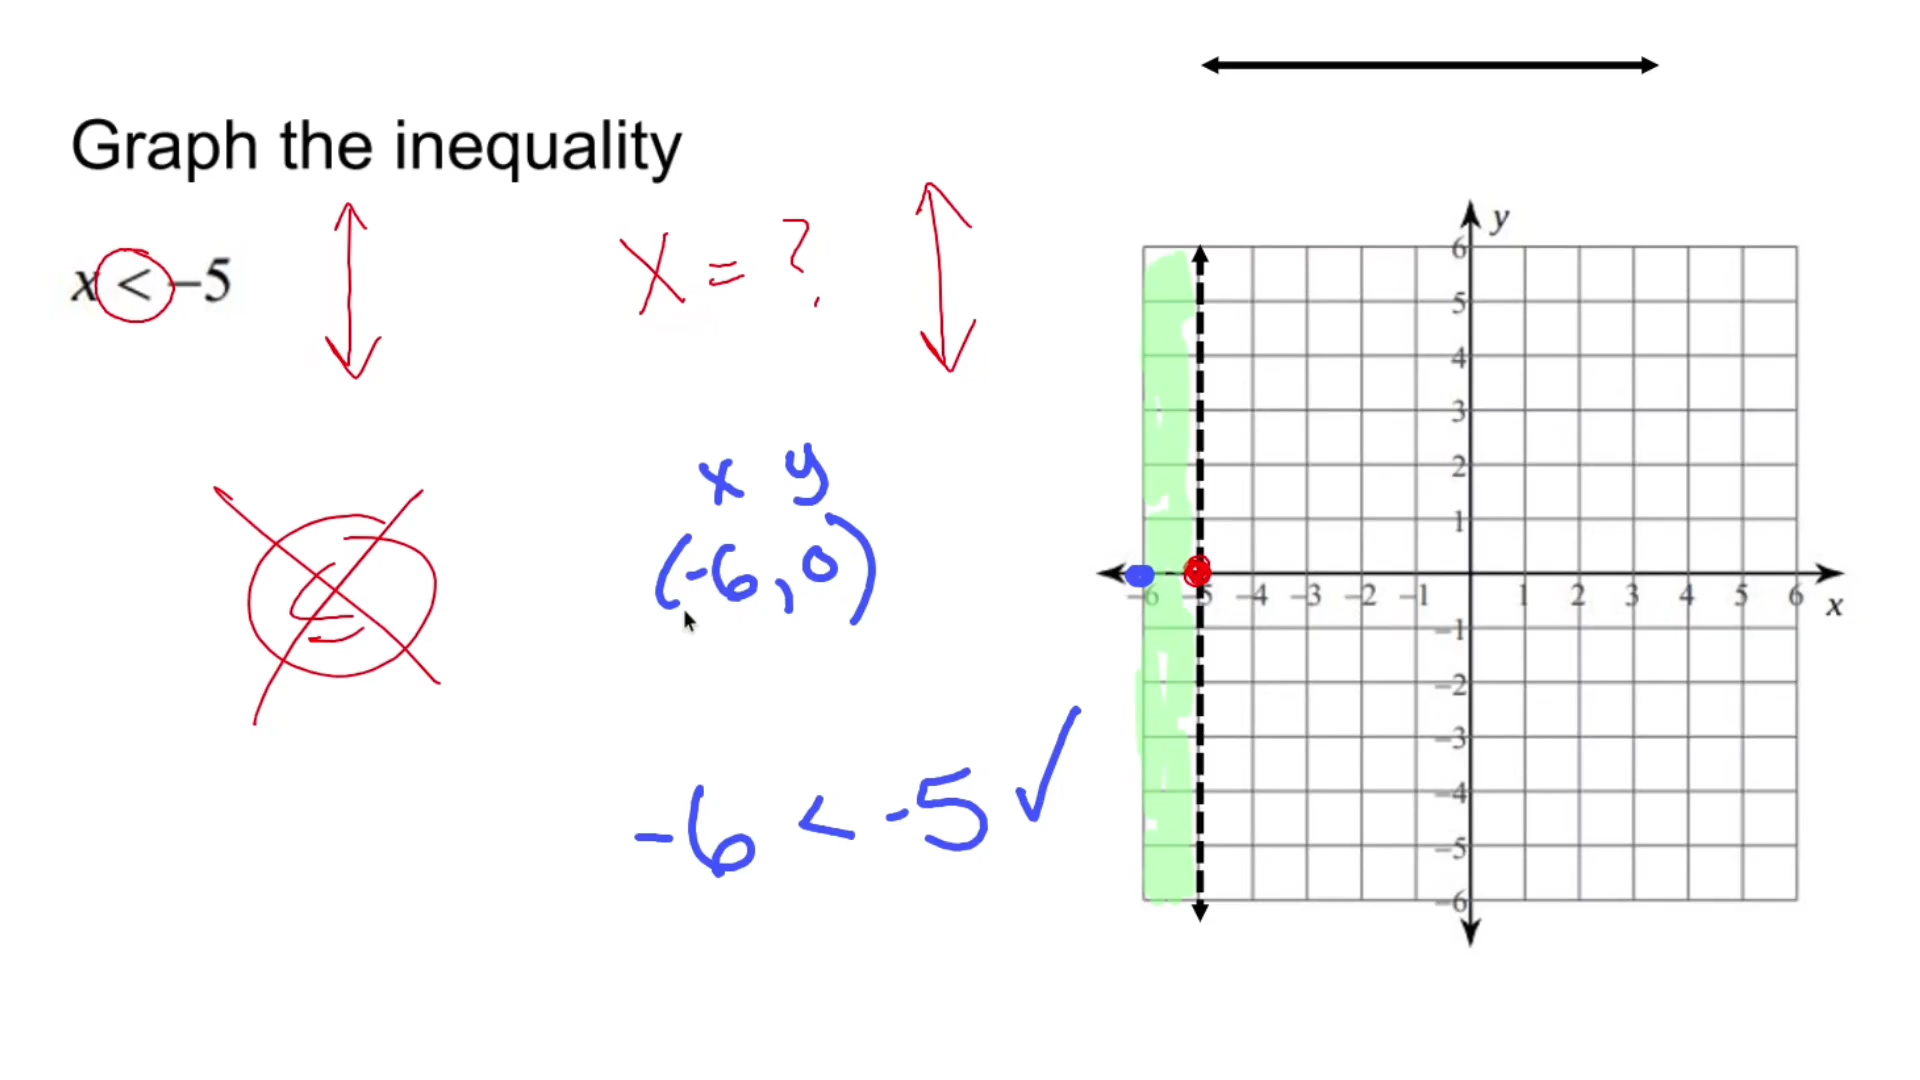 Graph the inequality
x < −5
X = ?
≤
x y
(-6, 0)
-6 < -5 ✓
y
6
5
4
3
2
1
−6 −5 −4 −3 −2 −1 1 2 3 4 5 6 x
−1
−2
−3
−4
−5
−6